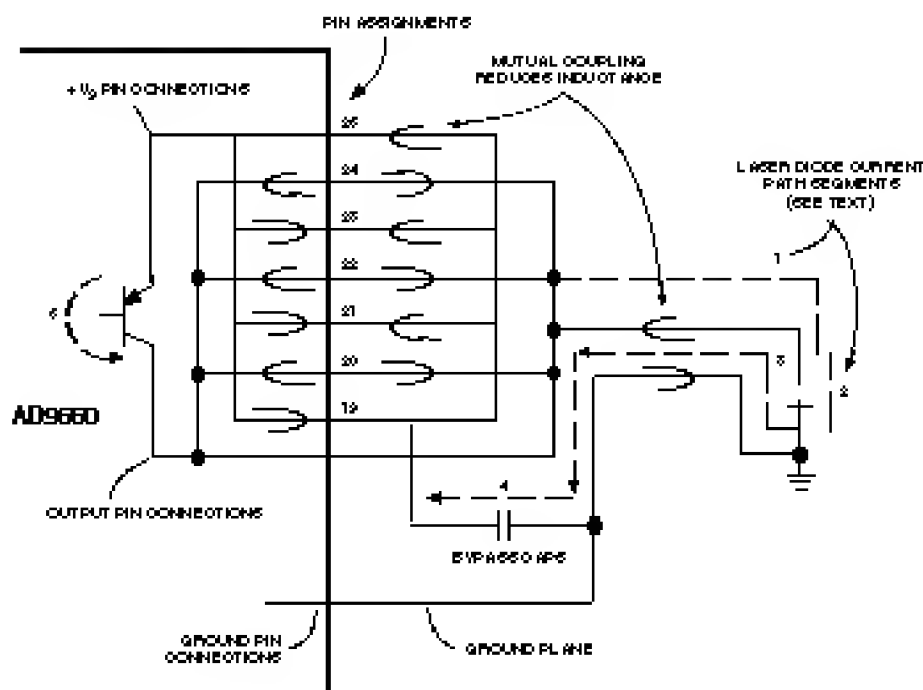 PIN ASSIGNMENTS
MUTUAL COUPLING
REDUCES INDUCTANCE
+VS PIN CONNECTIONS
25
24
LASER DIODE CURRENT
PATH SEGMENTS
(SEE TEXT)
23
1
22
21
3
20
2
19
AD9660
4
OUTPUT PIN CONNECTIONS
BYPASS CAPS
GROUND PIN
CONNECTIONS
GROUND PLANE